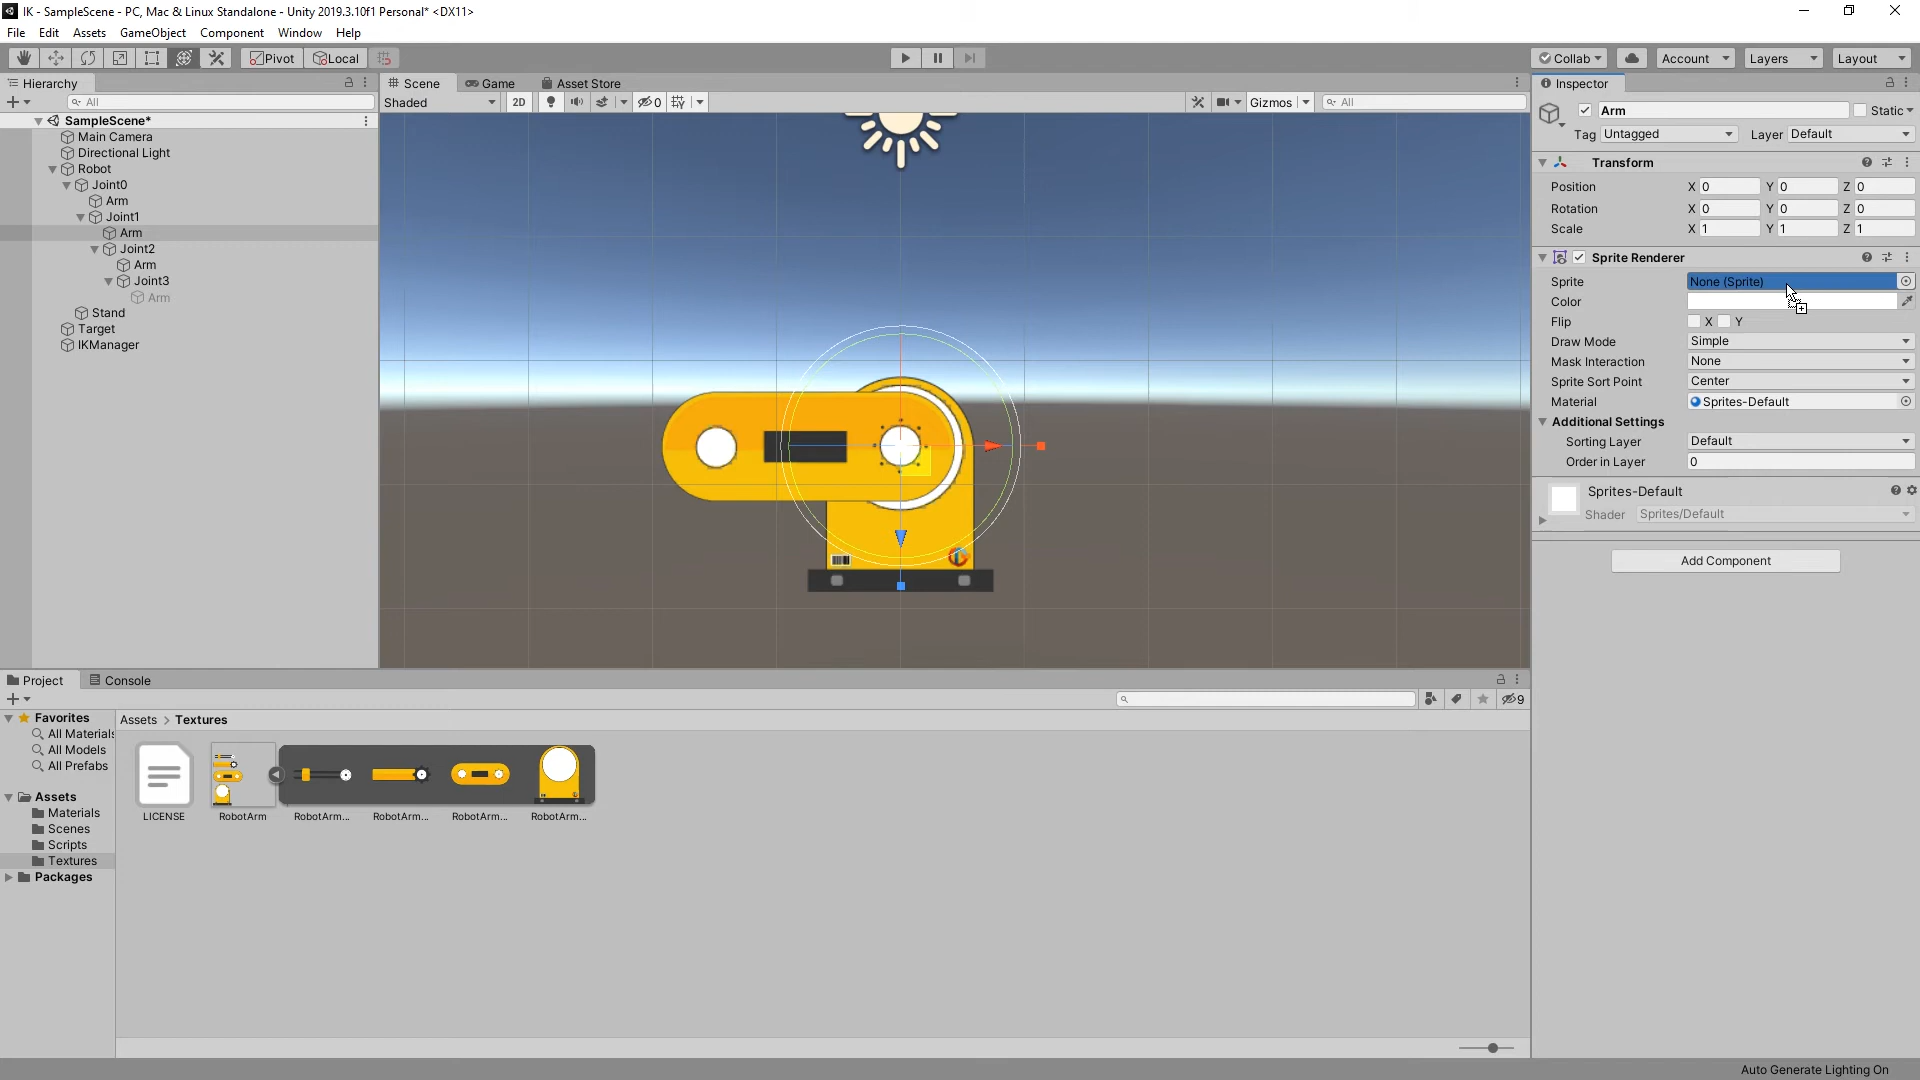 IK - SampleScene - PC, Mac & Linux Standalone - Unity 2019.3.10f1 Personal* <DX11>
File Edit Assets GameObject Component Window Help
Pivot Local Collab Account Layers Layout
Hierarchy
All
SampleScene*
Main Camera
Directional Light
Robot
Joint0
Arm
Joint1
Arm
Joint2
Arm
Joint3
Arm
Stand
Target
IKManager
Scene Game Asset Store
Shaded 2D 0 Gizmos All
Inspector
Arm Static
Tag Untagged Layer Default
Transform
Position X 0 Y 0 Z 0
Rotation X 0 Y 0 Z 0
Scale X 1 Y 1 Z 1
Sprite Renderer
Sprite None (Sprite)
Color
Flip X Y
Draw Mode Simple
Mask Interaction None
Sprite Sort Point Center
Material Sprites-Default
Additional Settings
Sorting Layer Default
Order in Layer 0
Sprites-Default
Shader Sprites/Default
Add Component
Project Console
9
Favorites
All Materials
All Models
All Prefabs
Assets
Materials
Scenes
Scripts
Textures
Packages
Assets > Textures
LICENSE RobotArm RobotArm... RobotArm... RobotArm... RobotArm...
Auto Generate Lighting On